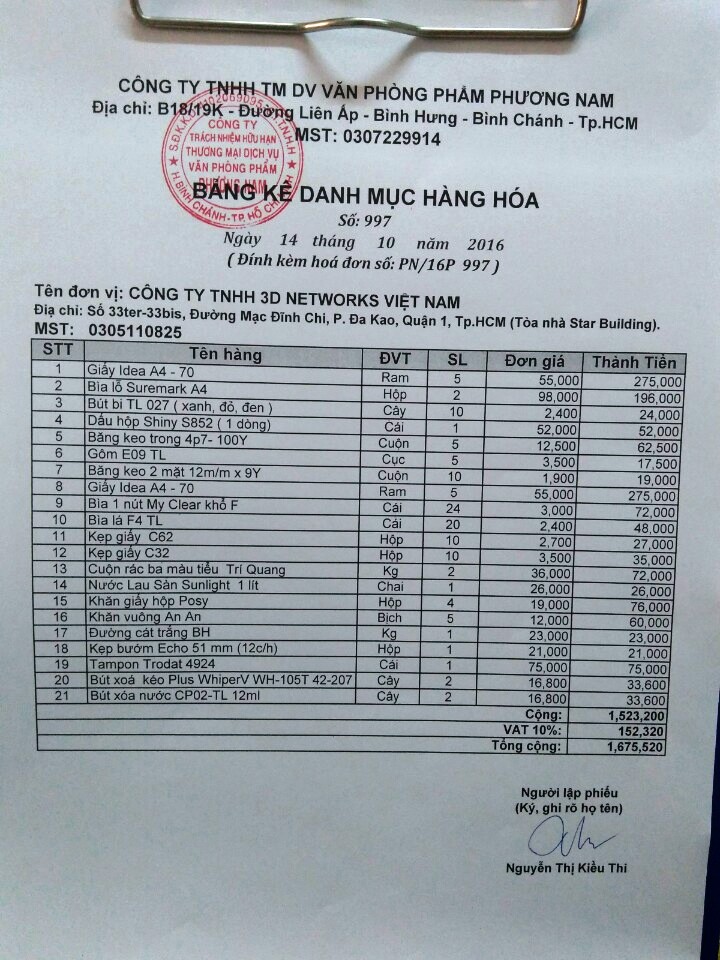 CÔNG TY TNHH TM DV VĂN PHÒNG PHẨM PHƯƠNG NAM
Địa chỉ: B18/19K - Đường Liên Ấp - Bình Hưng - Bình Chánh - Tp.HCM
MST: 0307229914
CÔNG TY
TRÁCH NHIỆM HỮU HẠN
THƯƠNG MẠI DỊCH VỤ
VĂN PHÒNG PHẨM
PHƯƠNG NAM
H.BÌNH CHÁNH-TP.HỒ CHÍ MINH
BẢNG KÊ DANH MỤC HÀNG HÓA
Số: 997
Ngày 14 tháng 10 năm 2016
( Đính kèm hoá đơn số: PN/16P 997 )
Tên đơn vị: CÔNG TY TNHH 3D NETWORKS VIỆT NAM
Địa chỉ: Số 33ter-33bis, Đường Mạc Đĩnh Chi, P. Đa Kao, Quận 1, Tp.HCM (Tòa nhà Star Building).
MST: 0305110825
STT Tên hàng ĐVT SL Đơn giá Thành Tiền
1 Giấy Idea A4 - 70 Ram 5 55,000 275,000
2 Bìa lỗ Suremark A4 Hộp 2 98,000 196,000
3 Bút bi TL 027 ( xanh, đỏ, đen ) Cây 10 2,400 24,000
4 Dấu hộp Shiny S852 ( 1 dòng) Cái 1 52,000 52,000
5 Băng keo trong 4p7- 100Y Cuộn 5 12,500 62,500
6 Gôm E09 TL Cục 5 3,500 17,500
7 Băng keo 2 mặt 12m/m x 9Y Cuộn 10 1,900 19,000
8 Giấy Idea A4 - 70 Ram 5 55,000 275,000
9 Bìa 1 nút My Clear khổ F Cái 24 3,000 72,000
10 Bìa lá F4 TL Cái 20 2,400 48,000
11 Kẹp giấy C62 Hộp 10 2,700 27,000
12 Kẹp giấy C32 Hộp 10 3,500 35,000
13 Cuộn rác ba màu tiểu Trí Quang Kg 2 36,000 72,000
14 Nước Lau Sàn Sunlight 1 lít Chai 1 26,000 26,000
15 Khăn giấy hộp Posy Hộp 4 19,000 76,000
16 Khăn vuông An An Bịch 5 12,000 60,000
17 Đường cát trắng BH Kg 1 23,000 23,000
18 Kẹp bướm Echo 51 mm (12c/h) Hộp 1 21,000 21,000
19 Tampon Trodat 4924 Cái 1 75,000 75,000
20 Bút xoá kéo Plus WhiperV WH-105T 42-207 Cây 2 16,800 33,600
21 Bút xóa nước CP02-TL 12ml Cây 2 16,800 33,600
Cộng: 1,523,200
VAT 10%: 152,320
Tổng cộng: 1,675,520
Người lập phiếu
(Ký, ghi rõ họ tên)
Nguyễn Thị Kiều Thi